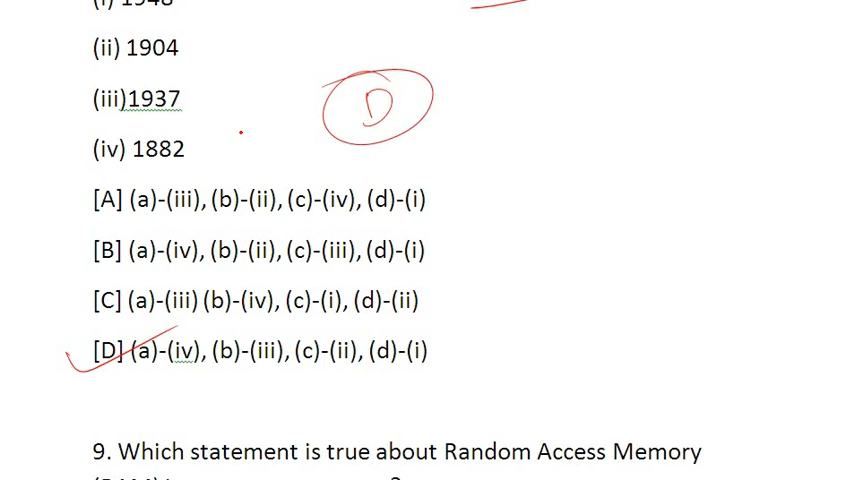 (i) 1948
(ii) 1904
(iii)1937
D
(iv) 1882
[A] (a)-(iii), (b)-(ii), (c)-(iv), (d)-(i)
[B] (a)-(iv), (b)-(ii), (c)-(iii), (d)-(i)
[C] (a)-(iii) (b)-(iv), (c)-(i), (d)-(ii)
[D] (a)-(iv), (b)-(iii), (c)-(ii), (d)-(i)
9. Which statement is true about Random Access Memory